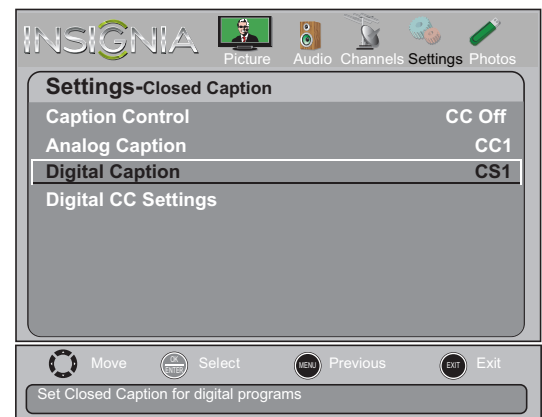 INSIGNIA
Picture Audio Channels Settings Photos
Settings-Closed Caption
Caption Control CC Off
Analog Caption CC1
Digital Caption CS1
Digital CC Settings
Move OK ENTER Select MENU Previous EXIT Exit
Set Closed Caption for digital programs